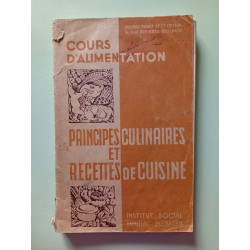 COURS
D'ALIMENTATION
PRINCIPES CULINAIRES
ET
RECETTES DE CUISINE
INSTITUT SOCIAL